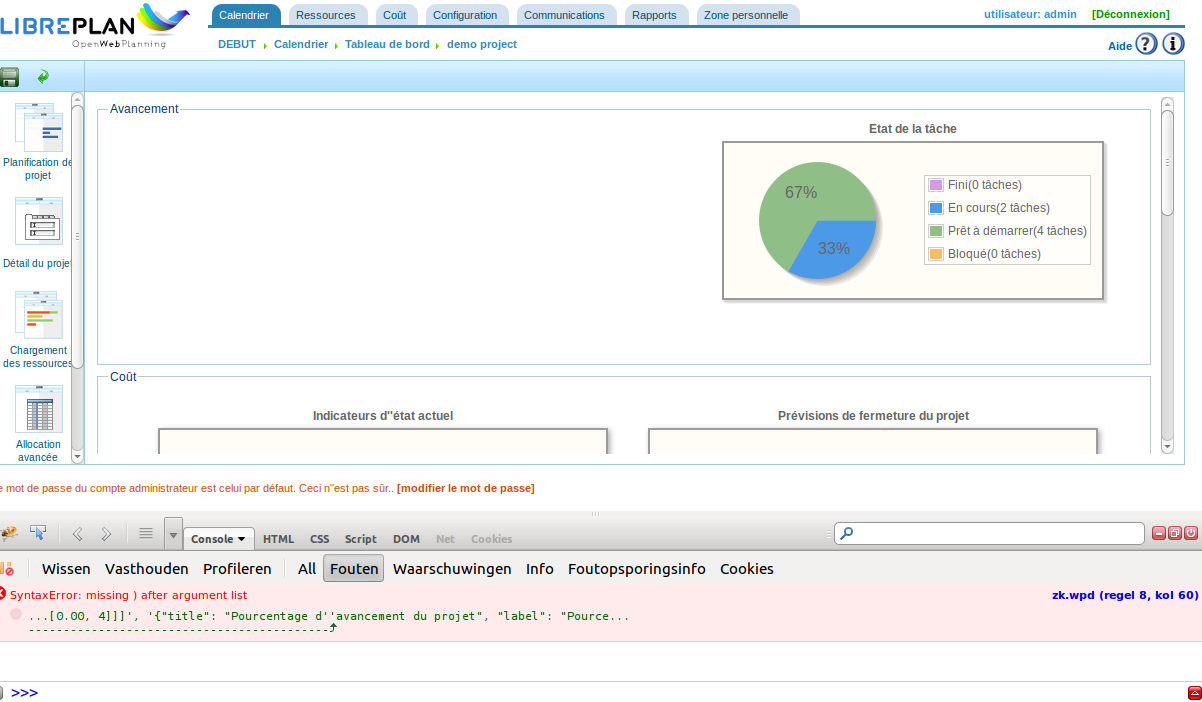 LIBREPLAN
OpenWebPlanning
Calendrier Ressources Coût Configuration Communications Rapports Zone personnelle
utilisateur: admin [Déconnexion]
DEBUT Calendrier Tableau de bord demo project
Aide
Planification de
projet
Détail du projet
Chargement
des ressources
Allocation
avancée
Avancement
Etat de la tâche
67%
33%
Fini(0 tâches)
En cours(2 tâches)
Prêt à démarrer(4 tâches)
Bloqué(0 tâches)
Coût
Indicateurs d''état actuel
Prévisions de fermeture du projet
e mot de passe du compte administrateur est celui par défaut. Ceci n''est pas sûr.. [modifier le mot de passe]
Console HTML CSS Script DOM Net Cookies
Wissen Vasthouden Profileren All Fouten Waarschuwingen Info Foutopsporingsinfo Cookies
SyntaxError: missing ) after argument list
zk.wpd (regel 8, kol 60)
...[0.00, 4]]]', '{"title": "Pourcentage d''avancement du projet", "label": "Pource...
>>>